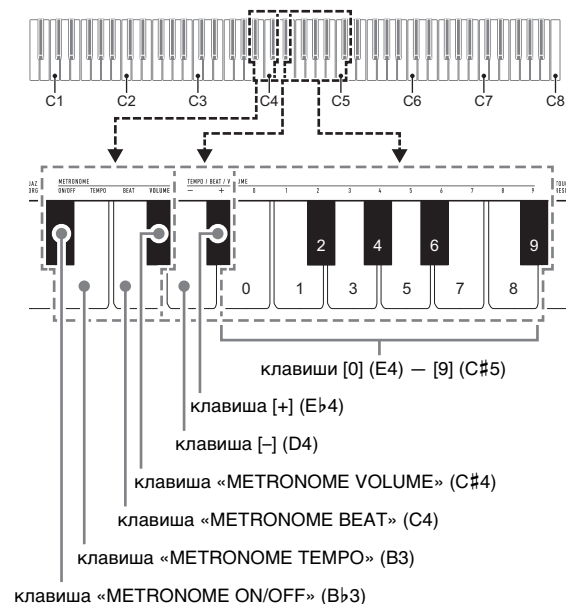 C1 C2 C3 C4 C5 C6 C7 C8
METRONOME TEMPO / BEAT / V UME
ORG ON/OFF TEMPO BEAT VOLUME — + 0 1 2 3 4 5 6 7 8 9
2 4 6 9
0 1 3 5 7 8
клавиши [0] (E4) — [9] (C♯5)
клавиша [+] (E♭4)
клавиша [–] (D4)
клавиша «METRONOME VOLUME» (C♯4)
клавиша «METRONOME BEAT» (C4)
клавиша «METRONOME TEMPO» (B3)
клавиша «METRONOME ON/OFF» (B♭3)